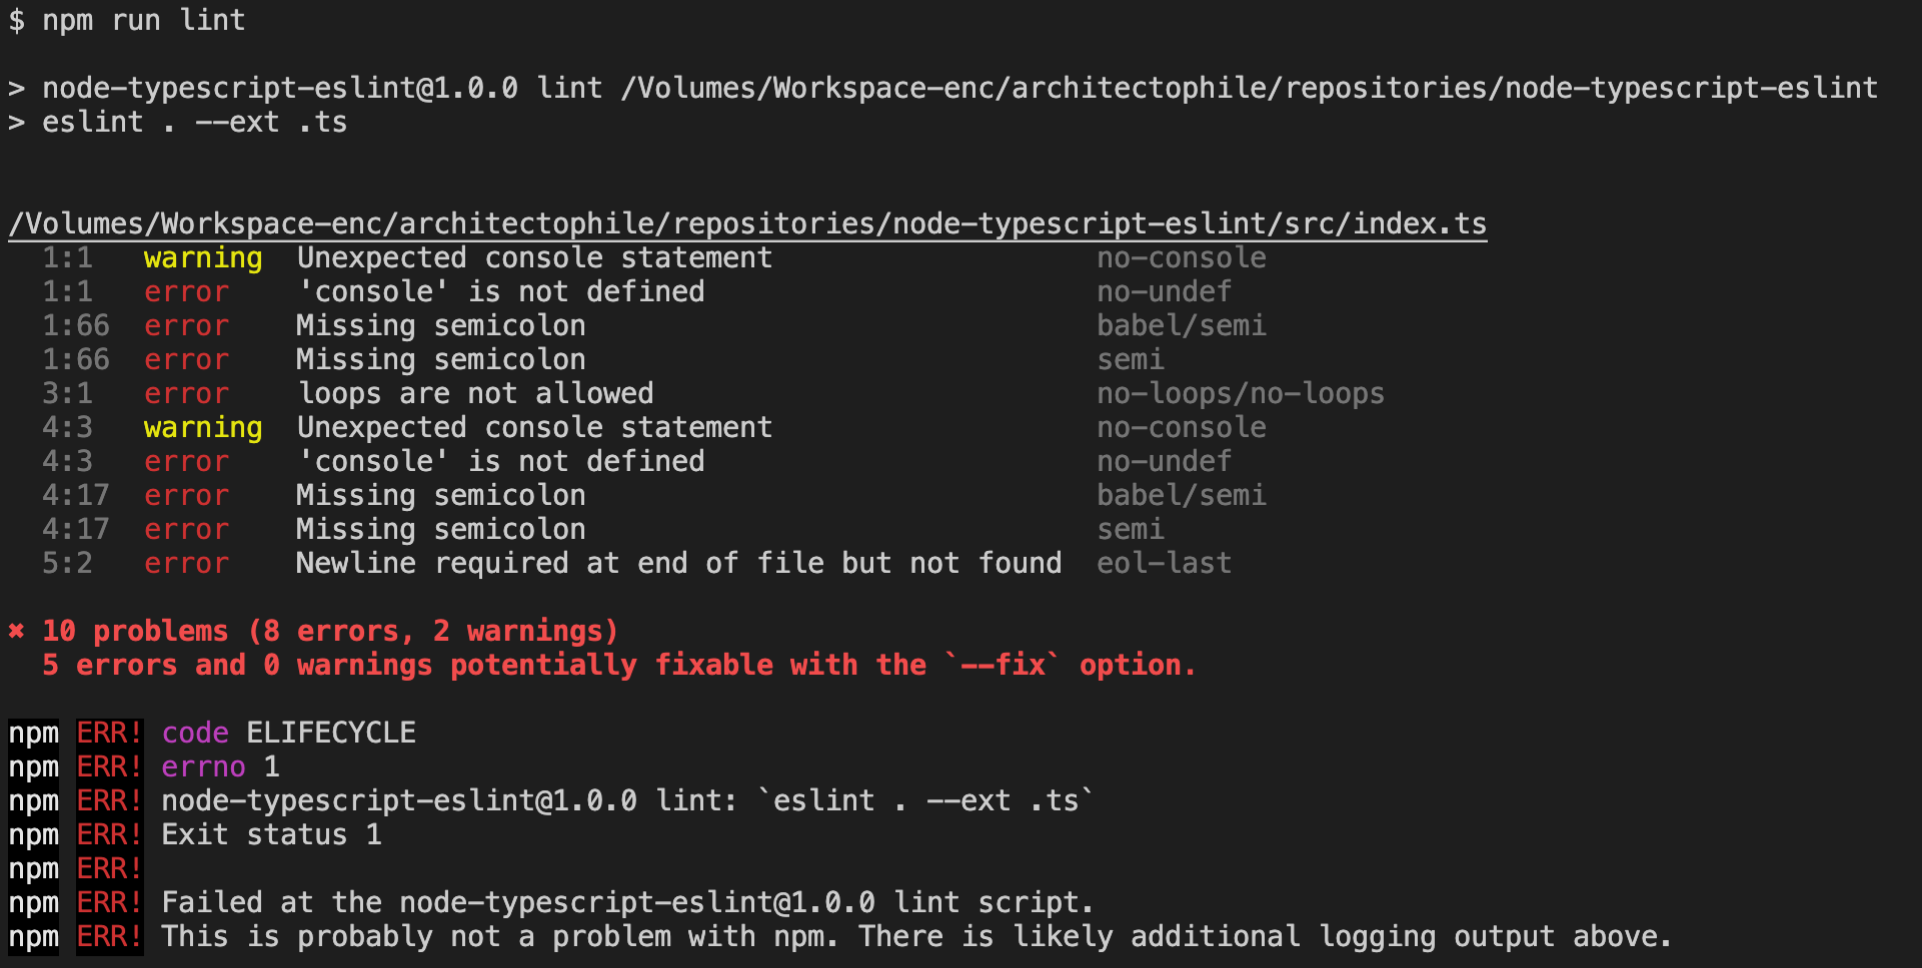 $ npm run lint
> node-typescript-eslint@1.0.0 lint /Volumes/Workspace-enc/architectophile/repositories/node-typescript-eslint
> eslint . --ext .ts
/Volumes/Workspace-enc/architectophile/repositories/node-typescript-eslint/src/index.ts
1:1 warning Unexpected console statement no-console
1:1 error 'console' is not defined no-undef
1:66 error Missing semicolon babel/semi
1:66 error Missing semicolon semi
3:1 error loops are not allowed no-loops/no-loops
4:3 warning Unexpected console statement no-console
4:3 error 'console' is not defined no-undef
4:17 error Missing semicolon babel/semi
4:17 error Missing semicolon semi
5:2 error Newline required at end of file but not found eol-last
✖ 10 problems (8 errors, 2 warnings)
5 errors and 0 warnings potentially fixable with the `--fix` option.
npm ERR! code ELIFECYCLE
npm ERR! errno 1
npm ERR! node-typescript-eslint@1.0.0 lint: `eslint . --ext .ts`
npm ERR! Exit status 1
npm ERR!
npm ERR! Failed at the node-typescript-eslint@1.0.0 lint script.
npm ERR! This is probably not a problem with npm. There is likely additional logging output above.